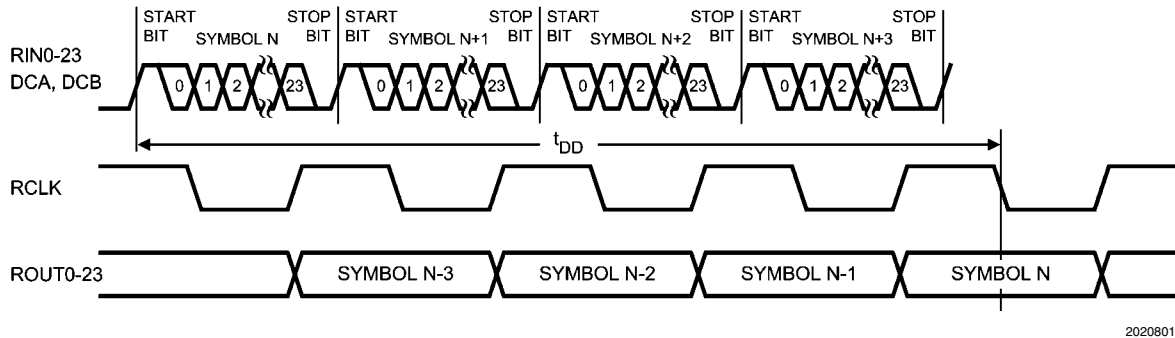 START BIT SYMBOL N STOP BIT START BIT SYMBOL N+1 STOP BIT START BIT SYMBOL N+2 STOP BIT START BIT SYMBOL N+3 STOP BIT
RIN0-23
DCA, DCB
0 1 2 23 0 1 2 23 0 1 2 23 0 1 2 23
tDD
RCLK
ROUT0-23 SYMBOL N-3 SYMBOL N-2 SYMBOL N-1 SYMBOL N
2020801